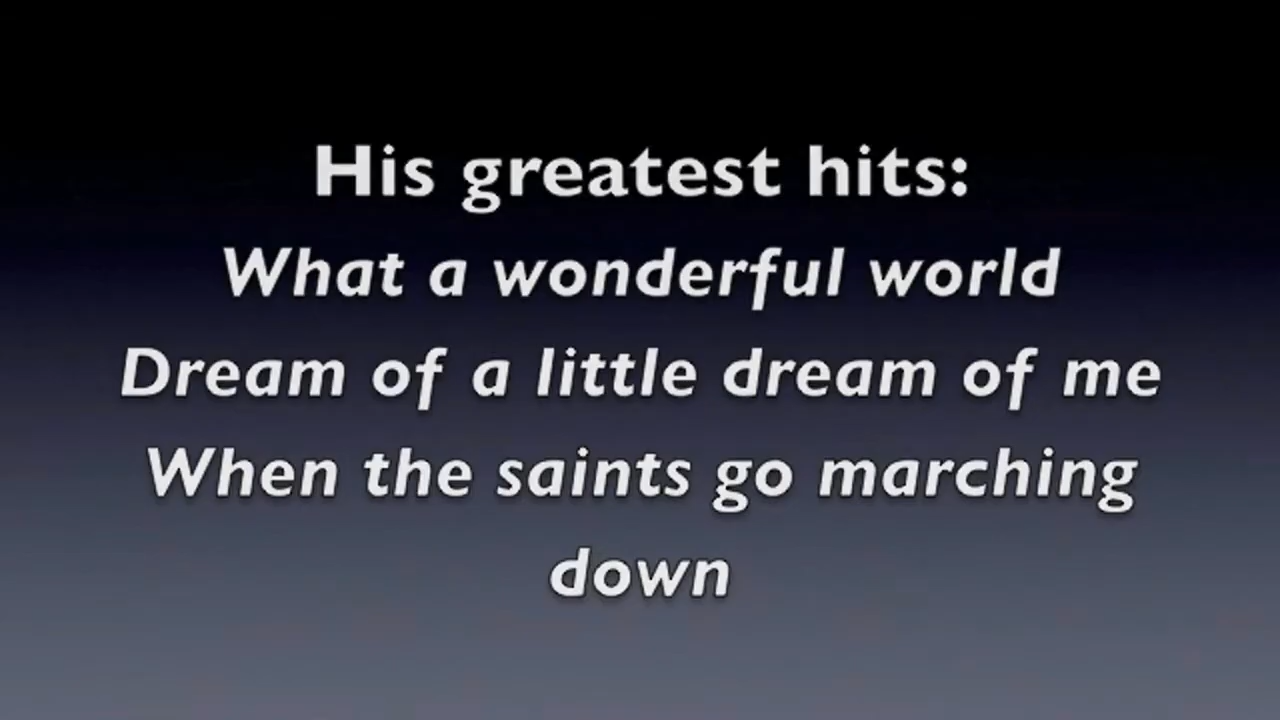 His greatest hits:
What a wonderful world
Dream of a little dream of me
When the saints go marching
down